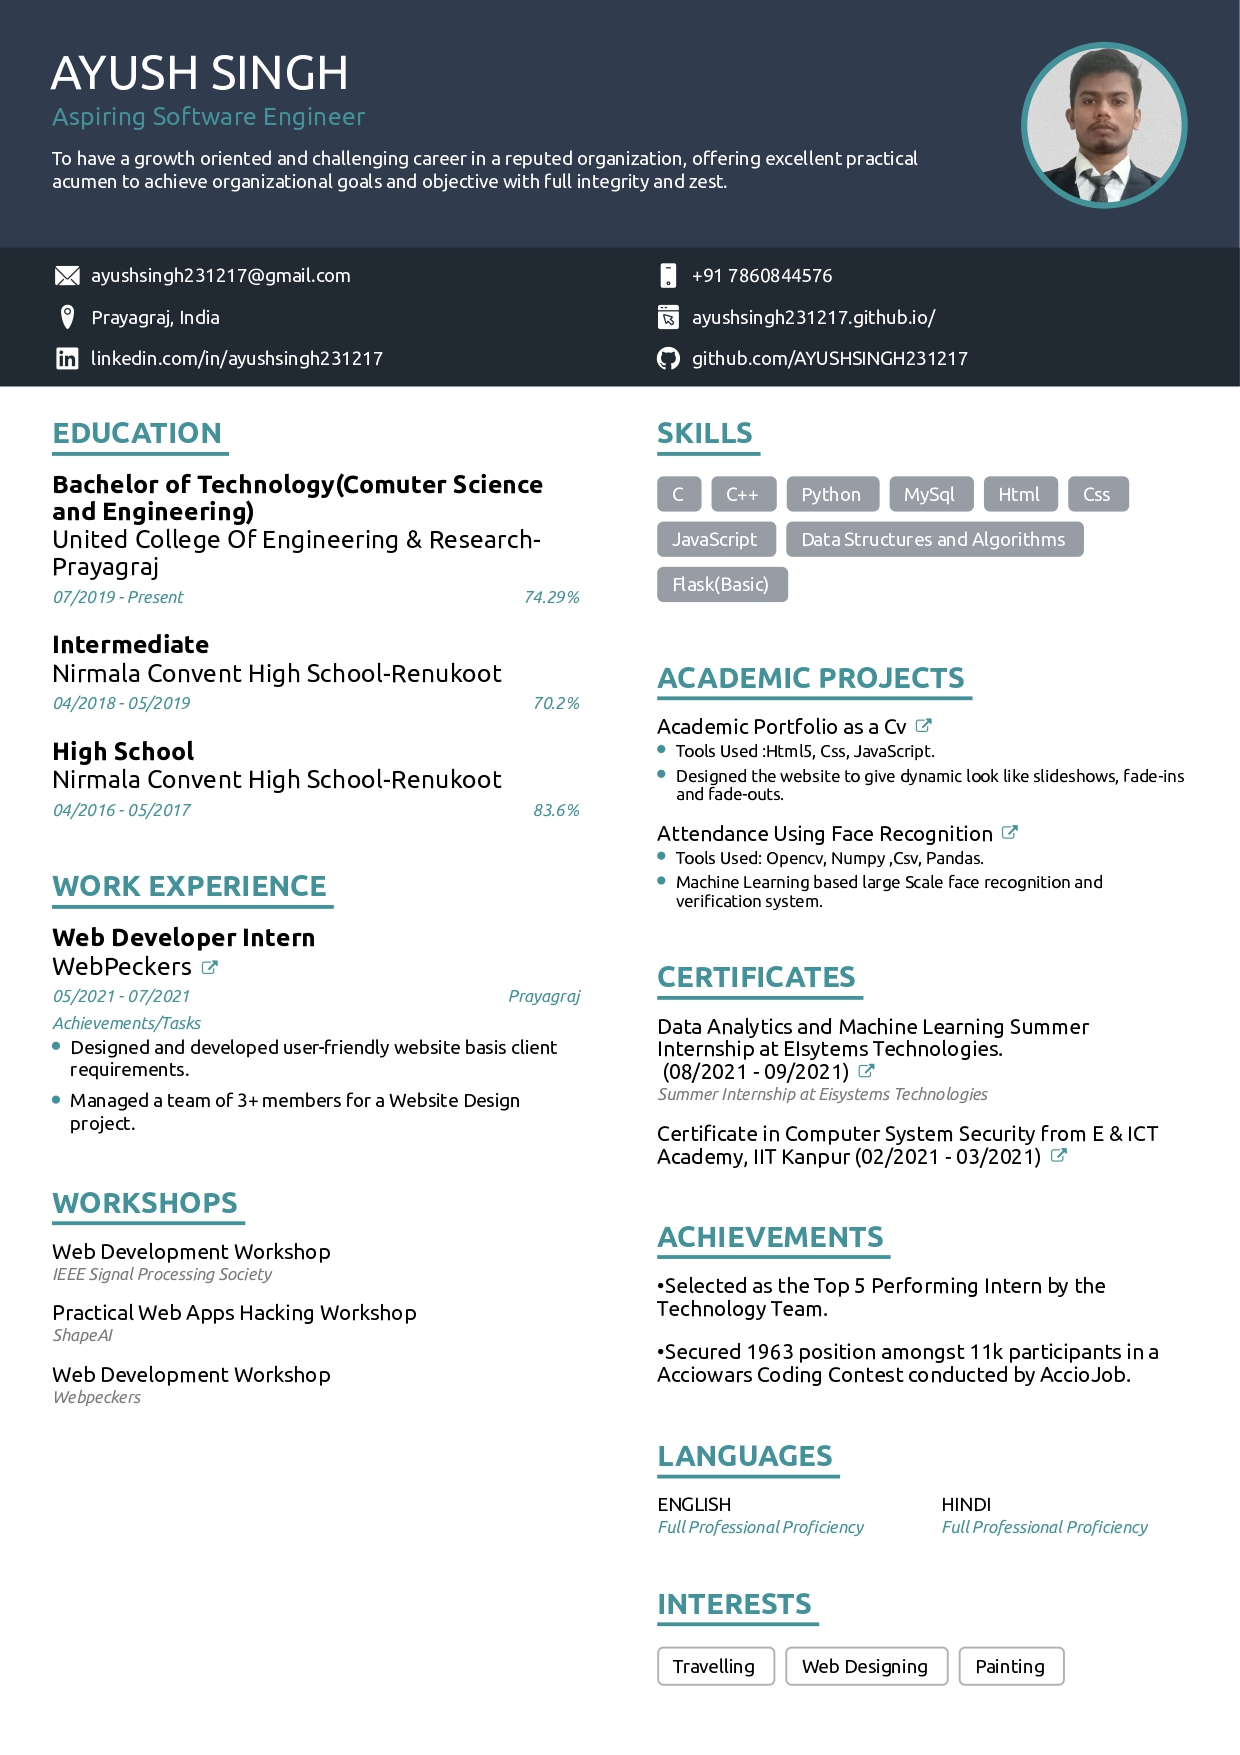 AYUSH SINGH
Aspiring Software Engineer
To have a growth oriented and challenging career in a reputed organization, offering excellent practical
acumen to achieve organizational goals and objective with full integrity and zest.
ayushsingh231217@gmail.com
+91 7860844576
Prayagraj, India
ayushsingh231217.github.io/
linkedin.com/in/ayushsingh231217
github.com/AYUSHSINGH231217
EDUCATION
Bachelor of Technology(Comuter Science
and Engineering)
United College Of Engineering & Research-
Prayagraj
07/2019 - Present
74.29%
Intermediate
Nirmala Convent High School-Renukoot
04/2018 - 05/2019
70.2%
High School
Nirmala Convent High School-Renukoot
04/2016 - 05/2017
83.6%
WORK EXPERIENCE
Web Developer Intern
WebPeckers
05/2021 - 07/2021
Prayagraj
Achievements/Tasks
Designed and developed user-friendly website basis client
requirements.
Managed a team of 3+ members for a Website Design
project.
WORKSHOPS
Web Development Workshop
IEEE Signal Processing Society
Practical Web Apps Hacking Workshop
ShapeAI
Web Development Workshop
Webpeckers
SKILLS
C
C++
Python
MySql
Html
Css
JavaScript
Data Structures and Algorithms
Flask(Basic)
ACADEMIC PROJECTS
Academic Portfolio as a Cv
Tools Used :Html5, Css, JavaScript.
Designed the website to give dynamic look like slideshows, fade-ins
and fade-outs.
Attendance Using Face Recognition
Tools Used: Opencv, Numpy ,Csv, Pandas.
Machine Learning based large Scale face recognition and
verification system.
CERTIFICATES
Data Analytics and Machine Learning Summer
Internship at EIsytems Technologies.
(08/2021 - 09/2021)
Summer Internship at Eisystems Technologies
Certificate in Computer System Security from E & ICT
Academy, IIT Kanpur (02/2021 - 03/2021)
ACHIEVEMENTS
•Selected as the Top 5 Performing Intern by the
Technology Team.
•Secured 1963 position amongst 11k participants in a
Acciowars Coding Contest conducted by AccioJob.
LANGUAGES
ENGLISH
Full Professional Proficiency
HINDI
Full Professional Proficiency
INTERESTS
Travelling
Web Designing
Painting